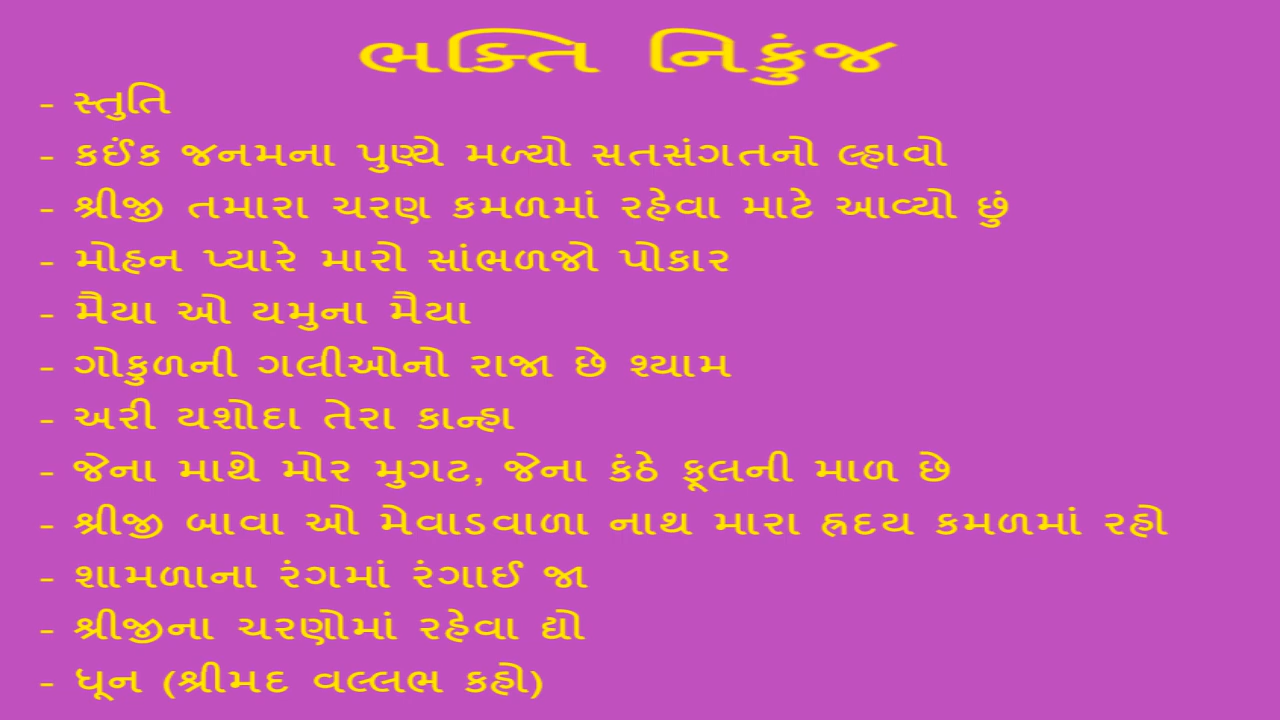 ભક્તિ નિકુંજ
- સ્તુતિ
- કઈંક જનમના પુણ્યે મળ્યો સતસંગતનો લ્હાવો
- શ્રીજી તમારા ચરણ કમળમાં રહેવા માટે આવ્યો છું
- મોહન પ્યારે મારો સાંભળજો પોકાર
- મૈયા ઓ યમુના મૈયા
- ગોકુળની ગલીઓનો રાજા છે શ્યામ
- અરી યશોદા તેરા કાન્હા
- જેના માથે મોર મુગટ, જેના કંઠે ફૂલની માળ છે
- શ્રીજી બાવા ઓ મેવાડવાળા નાથ મારા હ્રદય કમળમાં રહો
- શામળાના રંગમાં રંગાઈ જા
- શ્રીજીના ચરણોમાં રહેવા દ્યો
- ધૂન (શ્રીમદ વલ્લભ કહો)